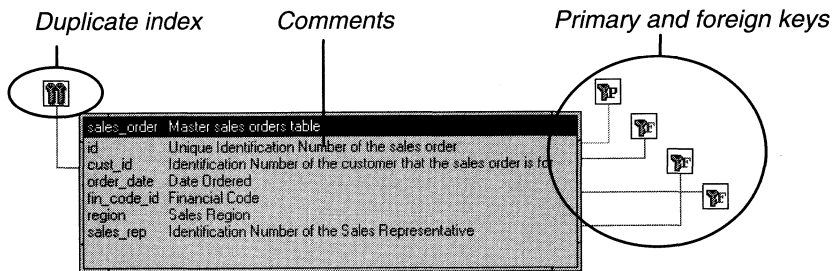 Duplicate index
Comments
Primary and foreign keys
P
F
F
F
sales_order Master sales orders table
id Unique Identification Number of the sales order
cust_id Identification Number of the customer that the sales order is for
order_date Date Ordered
fin_code_id Financial Code
region Sales Region
sales_rep Identification Number of the Sales Representative